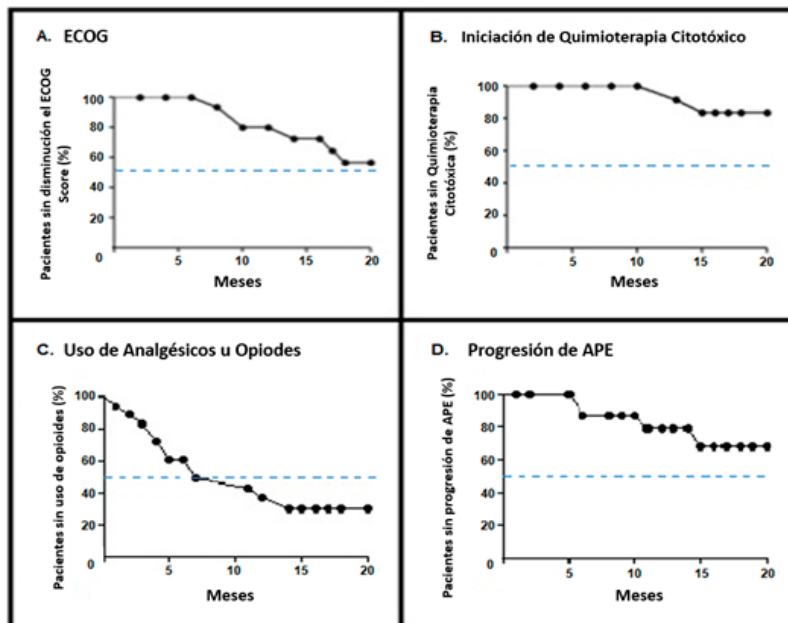 A. ECOG
Pacientes sin disminución el ECOG
Score (%)
100
80
60
40
20
0
5
10
15
20
Meses
B. Iniciación de Quimioterapia Citotóxico
Pacientes sin Quimioterapia
Citotóxica (%)
100
80
60
40
20
0
5
10
15
20
Meses
C. Uso de Analgésicos u Opiodes
Pacientes sin uso de opioides (%)
100
80
60
40
20
0
5
10
15
20
Meses
D. Progresión de APE
Pacientes sin progresión de APE (%)
100
80
60
40
20
0
5
10
15
20
Meses